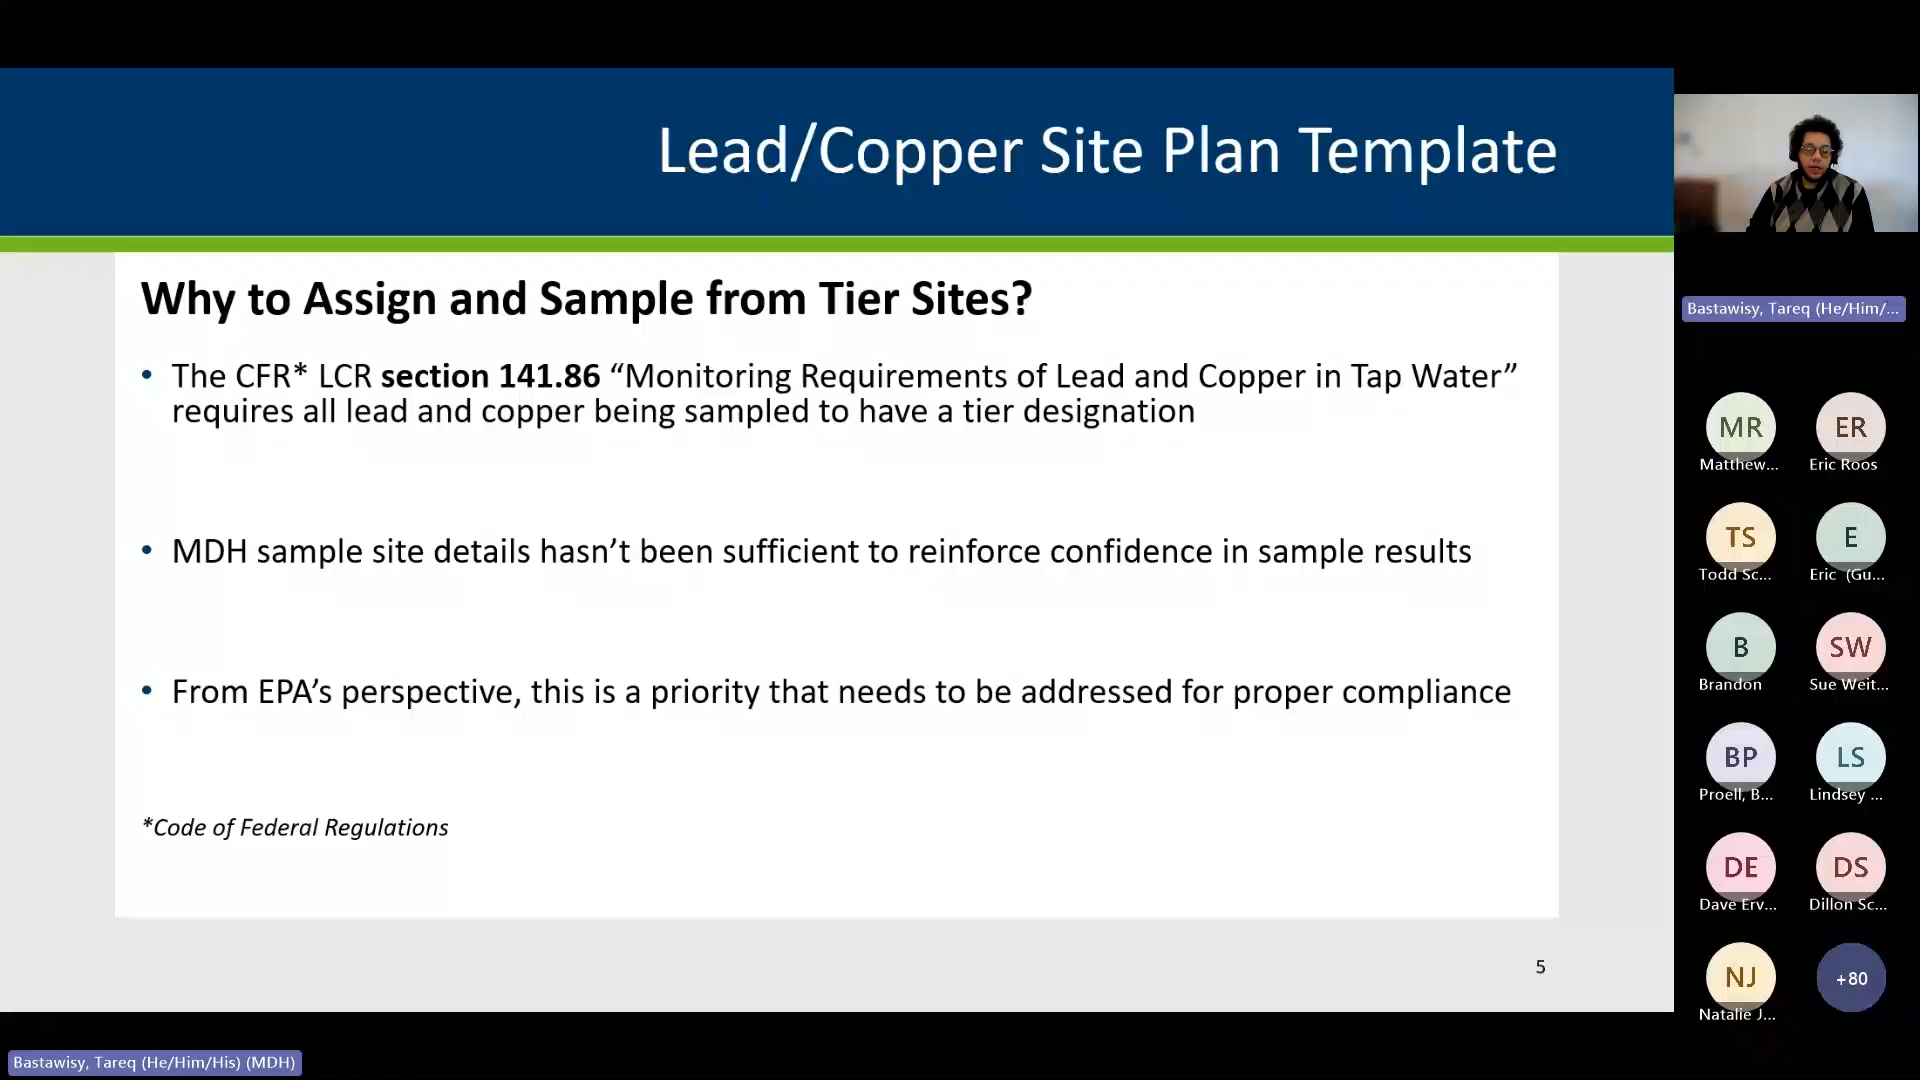 Lead/Copper Site Plan Template
Why to Assign and Sample from Tier Sites?
• The CFR* LCR section 141.86 “Monitoring Requirements of Lead and Copper in Tap Water”
requires all lead and copper being sampled to have a tier designation
• MDH sample site details hasn’t been sufficient to reinforce confidence in sample results
• From EPA’s perspective, this is a priority that needs to be addressed for proper compliance
*Code of Federal Regulations
5
Bastawisy, Tareq (He/Him/...
MR
Matthew...
ER
Eric Roos
TS
Todd Sc...
E
Eric (Gu...
B
Brandon
SW
Sue Weit...
BP
Proell, B...
LS
Lindsey ...
DE
Dave Erv...
DS
Dillon Sc...
NJ
Natalie J...
+80
Bastawisy, Tareq (He/Him/His) (MDH)